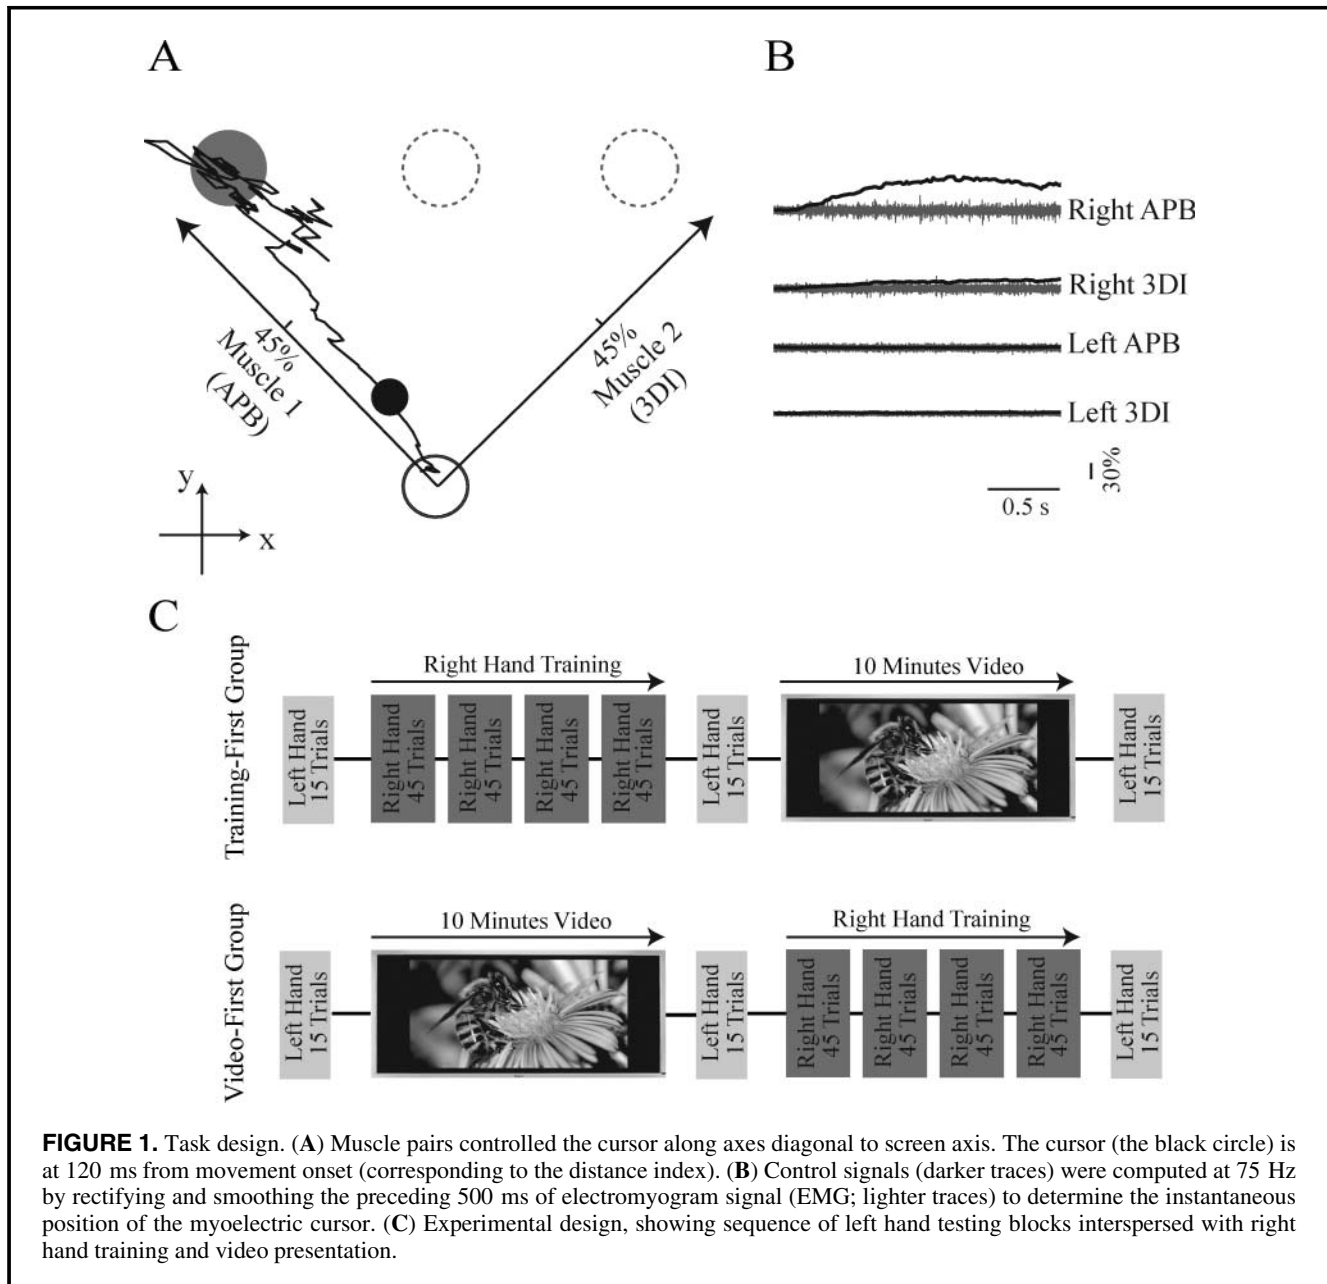 A
B
45%
Muscle 1
(APB)
45%
Muscle 2
(3DI)
y
x
Right APB
Right 3DI
Left APB
Left 3DI
30%
0.5 s
C
Training-First Group
Right Hand Training
10 Minutes Video
Left Hand
15 Trials
Right Hand
45 Trials
Right Hand
45 Trials
Right Hand
45 Trials
Right Hand
45 Trials
Left Hand
15 Trials
Left Hand
15 Trials
Video-First Group
10 Minutes Video
Right Hand Training
Left Hand
15 Trials
Left Hand
15 Trials
Right Hand
45 Trials
Right Hand
45 Trials
Right Hand
45 Trials
Right Hand
45 Trials
Left Hand
15 Trials
FIGURE 1. Task design. (A) Muscle pairs controlled the cursor along axes diagonal to screen axis. The cursor (the black circle) is
at 120 ms from movement onset (corresponding to the distance index). (B) Control signals (darker traces) were computed at 75 Hz
by rectifying and smoothing the preceding 500 ms of electromyogram signal (EMG; lighter traces) to determine the instantaneous
position of the myoelectric cursor. (C) Experimental design, showing sequence of left hand testing blocks interspersed with right
hand training and video presentation.